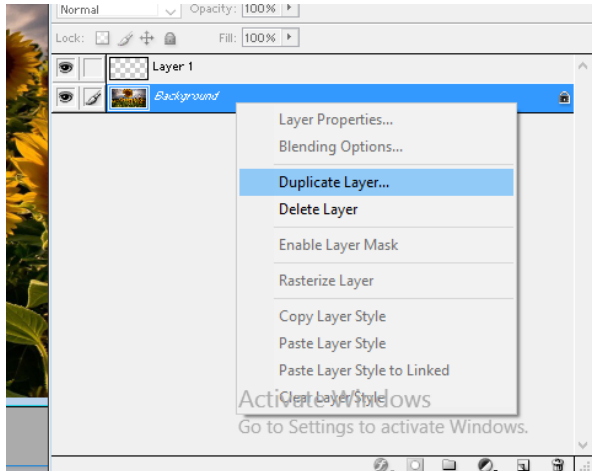 Normal Opacity: 100%
Lock: Fill: 100%
Layer 1
Background
Layer Properties...
Blending Options...
Duplicate Layer...
Delete Layer
Enable Layer Mask
Rasterize Layer
Copy Layer Style
Paste Layer Style
Paste Layer Style to Linked
Clear Layer Style
Activate Windows
Go to Settings to activate Windows.